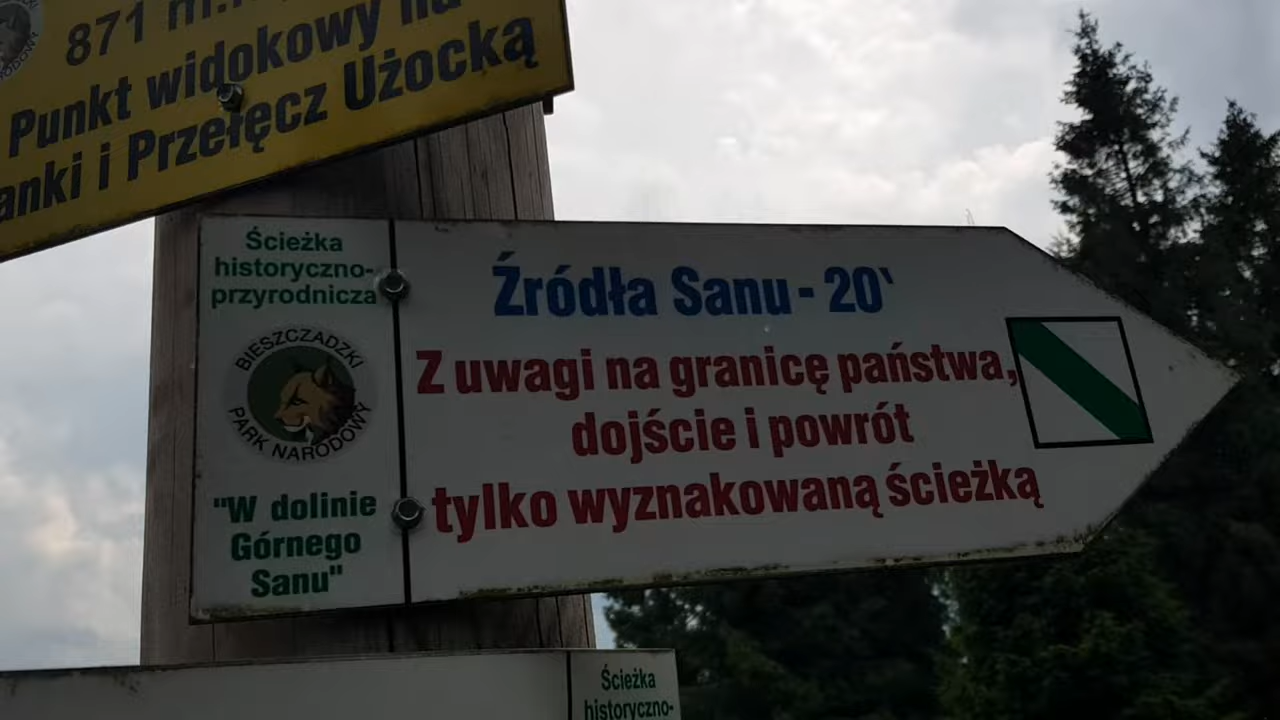 871
Punkt widokowy na
anki i Przełęcz Użocką
Ścieżka
historyczno-
przyrodnicza
BIESZCZADZKI
PARK NARODOWY
"W dolinie
Górnego
Sanu"
Źródła Sanu - 20`
Z uwagi na granicę państwa,
dojście i powrót
tylko wyznakowaną ścieżką
Ścieżka
historyczno-